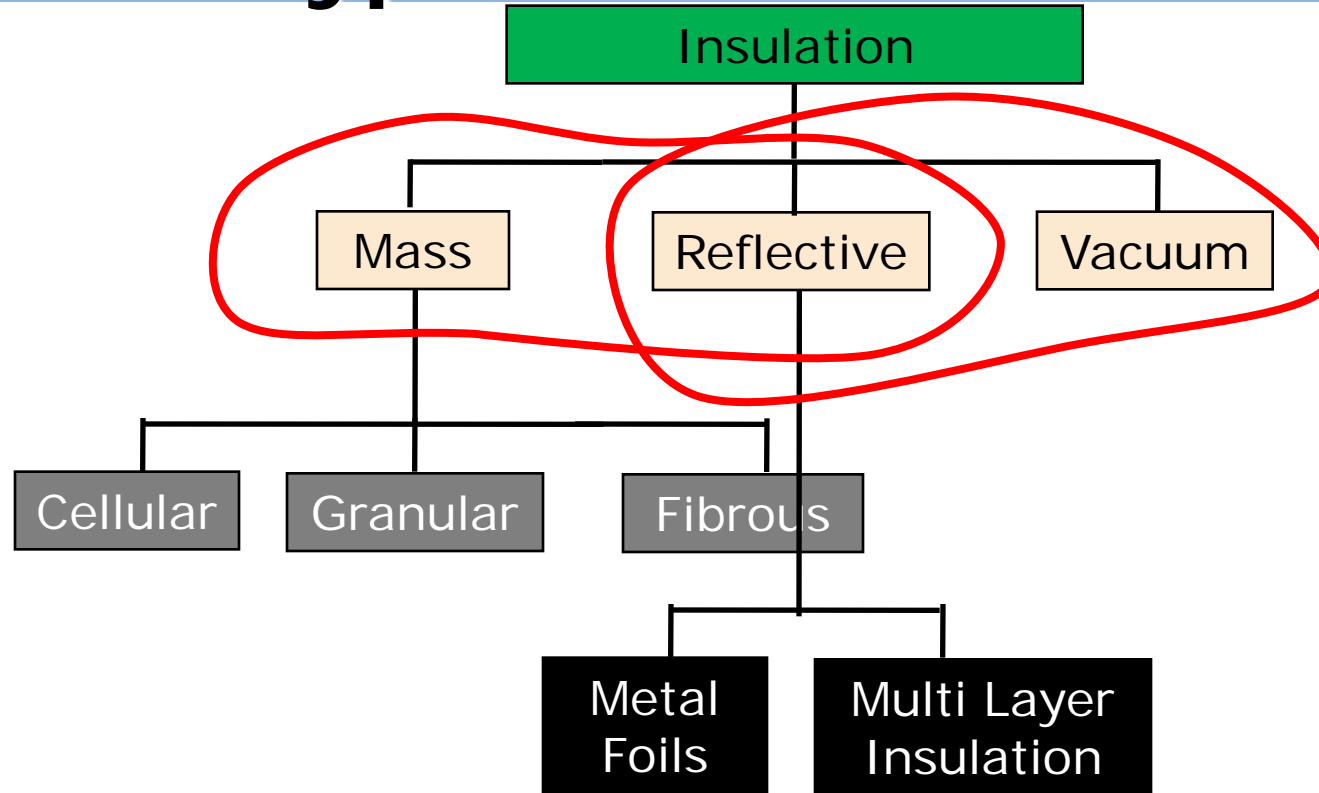 Insulation
Mass
Reflective
Vacuum
Cellular
Granular
Fibrous
Metal
Foils
Multi Layer
Insulation